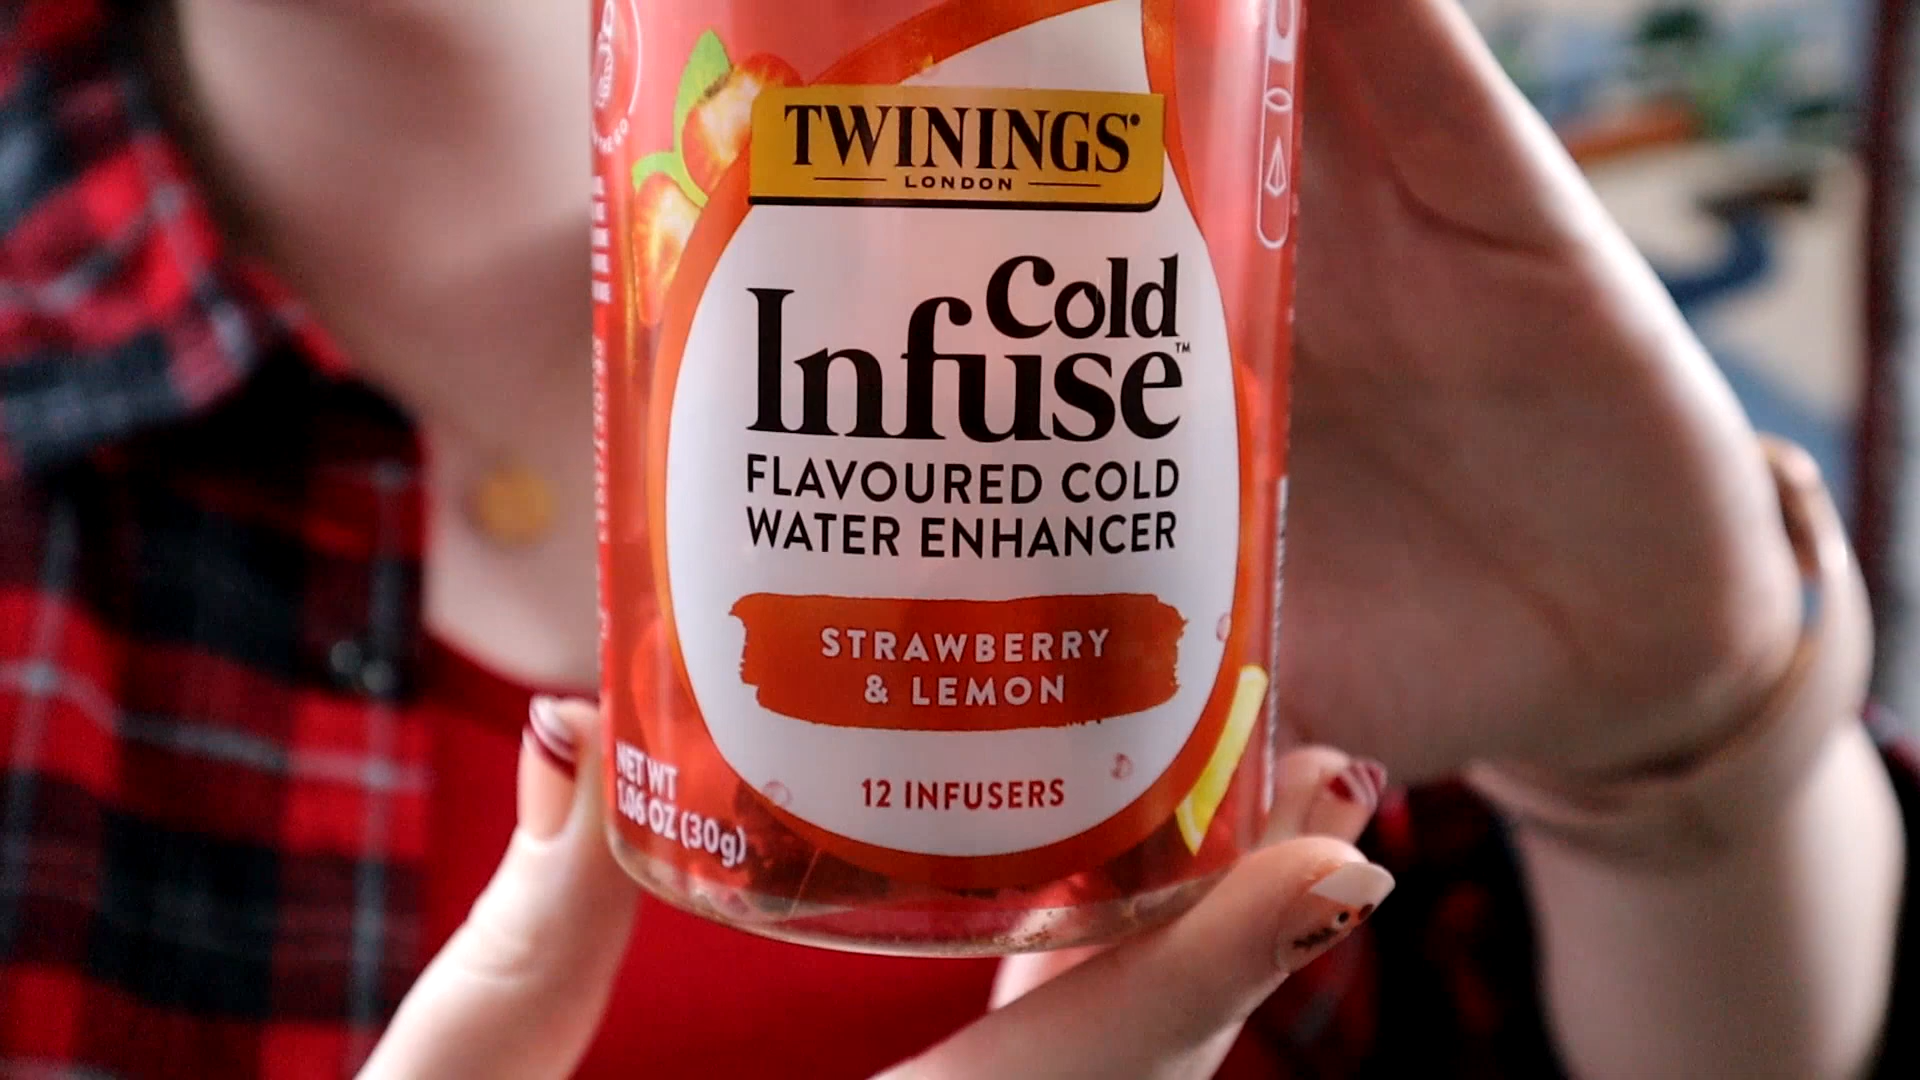 TWININGS
LONDON
Cold
Infuse™
FLAVOURED COLD
WATER ENHANCER
STRAWBERRY
& LEMON
12 INFUSERS
NET WT
1.06 OZ (30g)